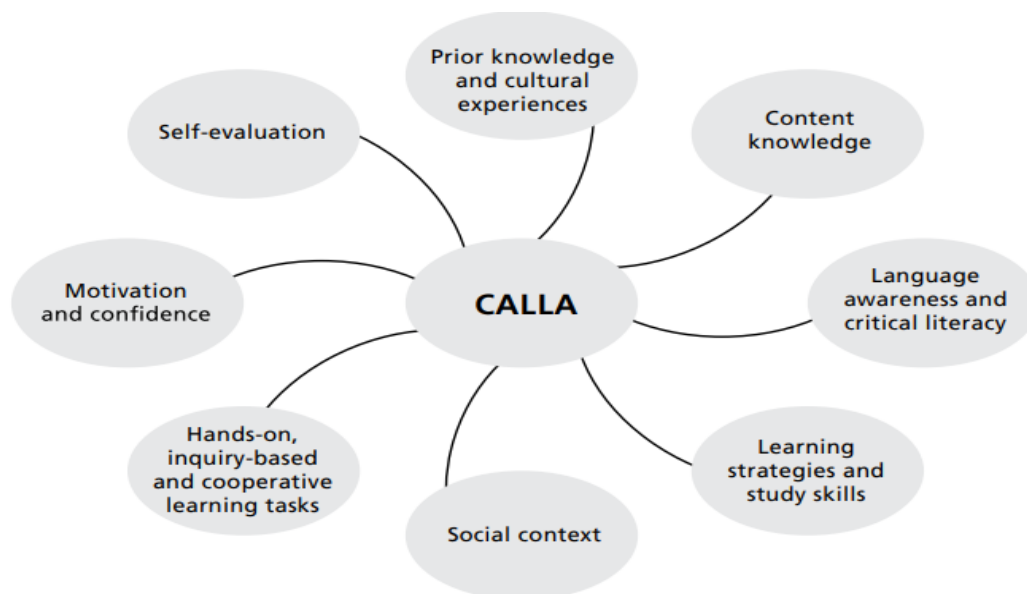 Prior knowledge
and cultural
experiences
Content
knowledge
Language
awareness and
critical literacy
Learning
strategies and
study skills
Social context
Hands-on,
inquiry-based
and cooperative
learning tasks
Motivation
and confidence
Self-evaluation
CALLA